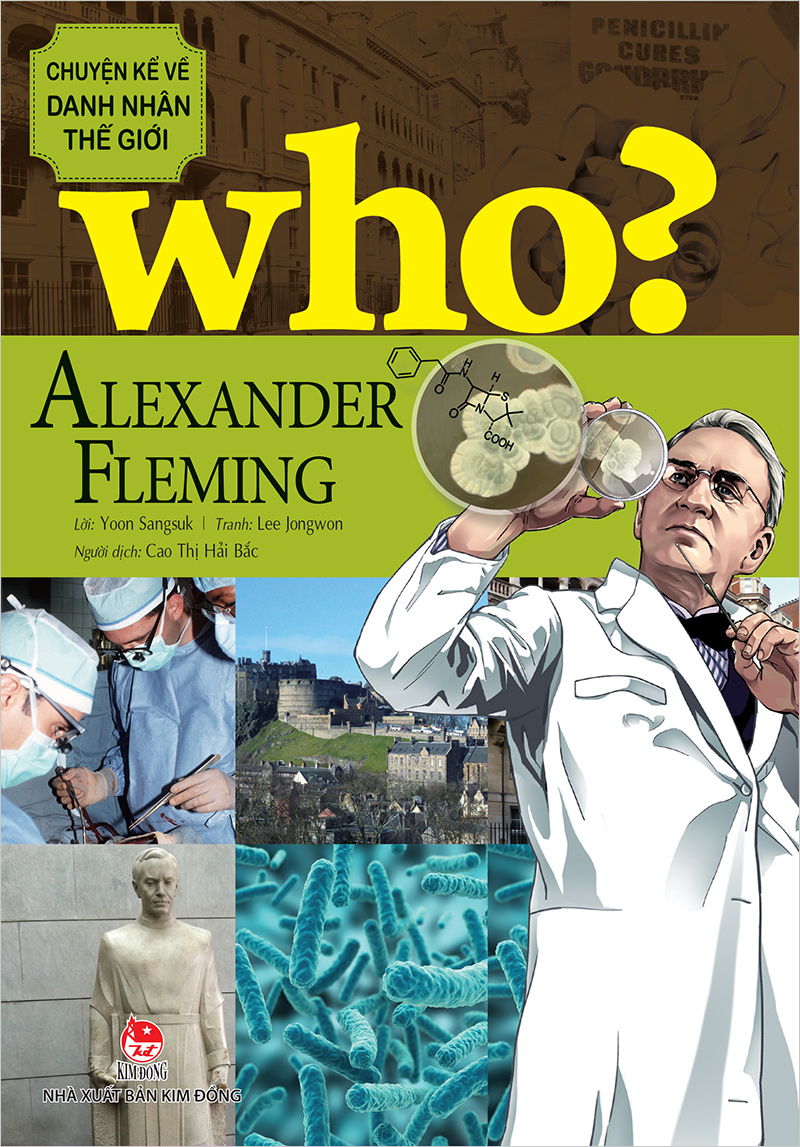 CHUYỆN KỂ VỀ
DANH NHÂN
THẾ GIỚI
PENICILLIN
CURES
GONORRHEA
who?
ALEXANDER
FLEMING
Lời: Yoon Sangsuk | Tranh: Lee Jongwon
Người dịch: Cao Thị Hải Bắc
H
N
O
H
S
O
N
COOH
KIM ĐỒNG
NHÀ XUẤT BẢN KIM ĐỒNG